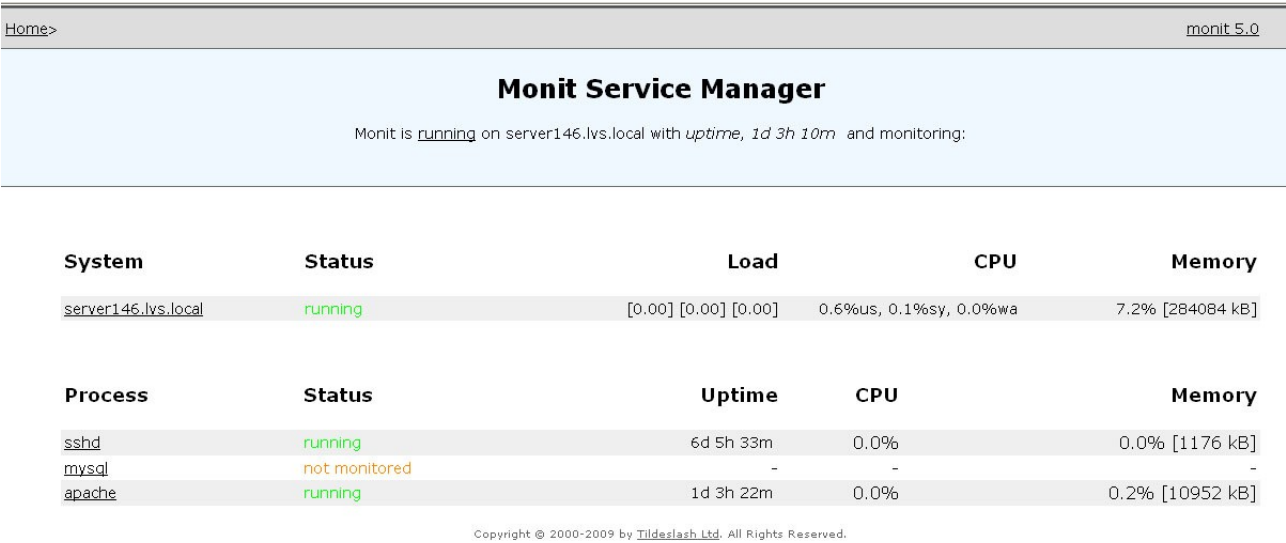 Home> monit 5.0
Monit Service Manager
Monit is running on server146.lvs.local with uptime, 1d 3h 10m and monitoring:
System Status Load CPU Memory
server146.lvs.local running [0.00] [0.00] [0.00] 0.6%us, 0.1%sy, 0.0%wa 7.2% [284084 kB]
Process Status Uptime CPU Memory
sshd running 6d 5h 33m 0.0% 0.0% [1176 kB]
mysql not monitored - - -
apache running 1d 3h 22m 0.0% 0.2% [10952 kB]
Copyright © 2000-2009 by Tildeslash Ltd. All Rights Reserved.